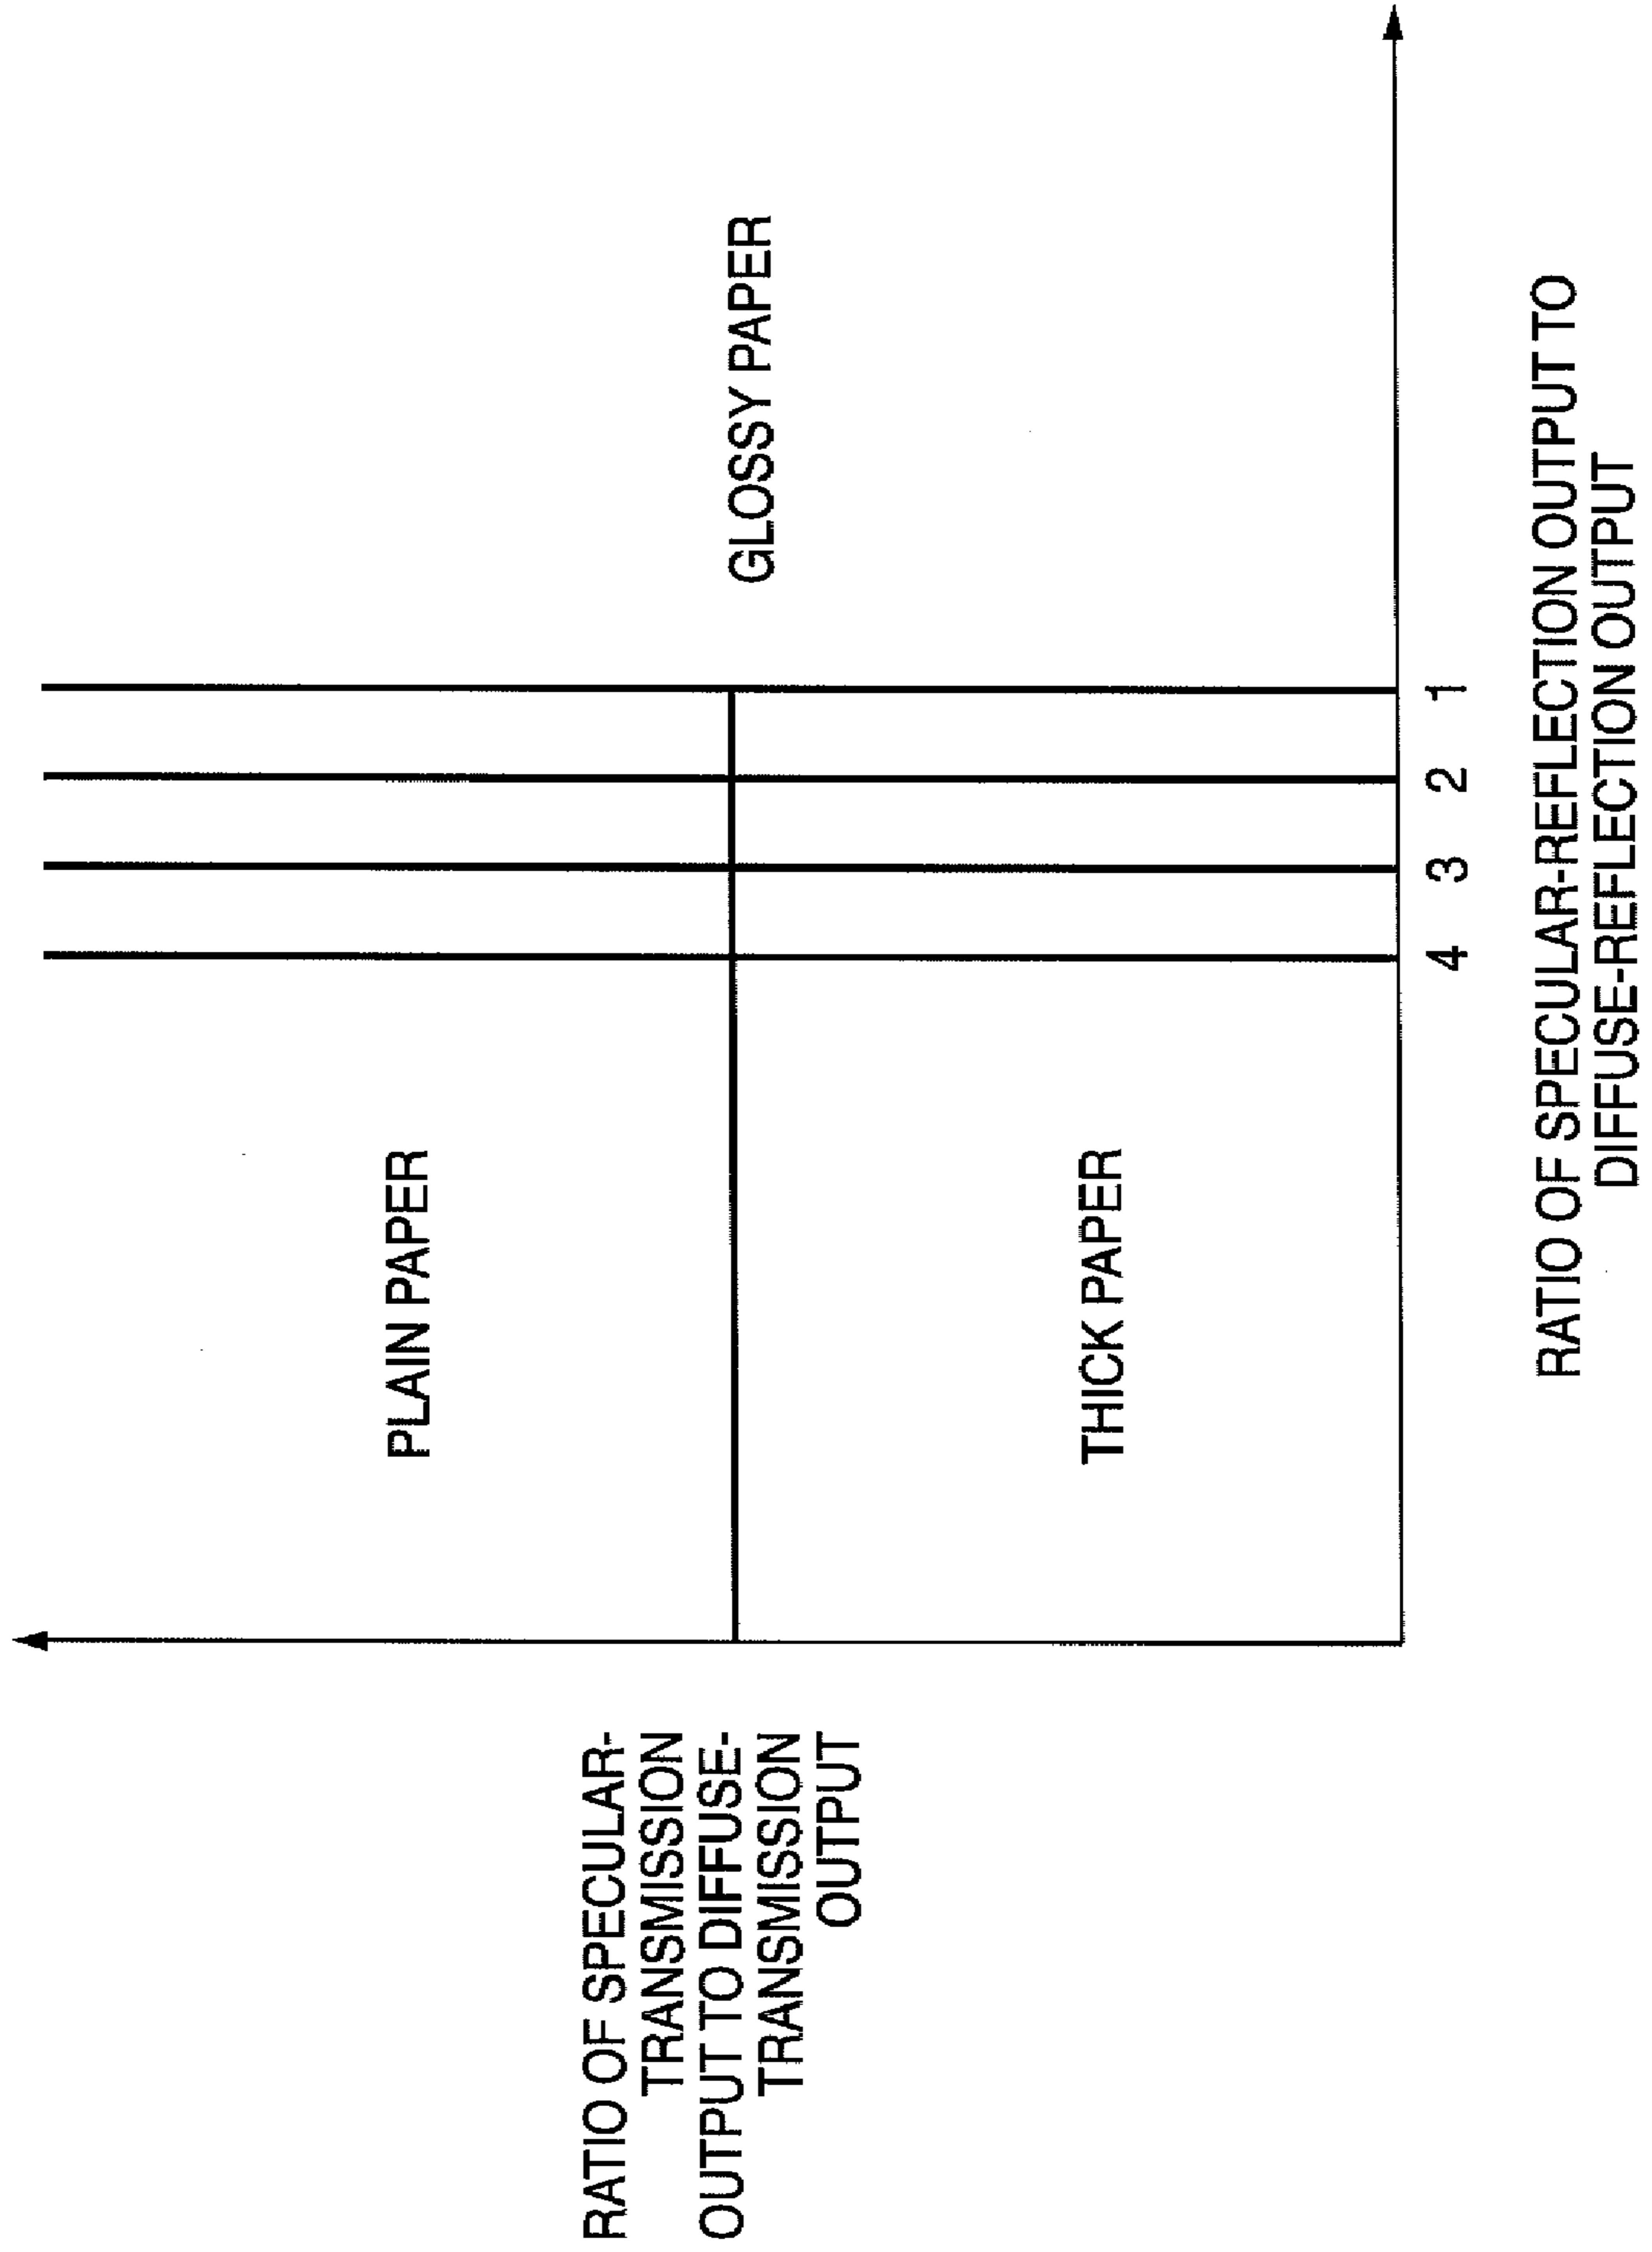 RATIO OF SPECULAR-
TRANSMISSION
OUTPUT TO DIFFUSE-
TRANSMISSION
OUTPUT
PLAIN PAPER
THICK PAPER
GLOSSY PAPER
4
3
2
1
RATIO OF SPECULAR-REFLECTION OUTPUT TO
DIFFUSE-REFLECTION OUTPUT